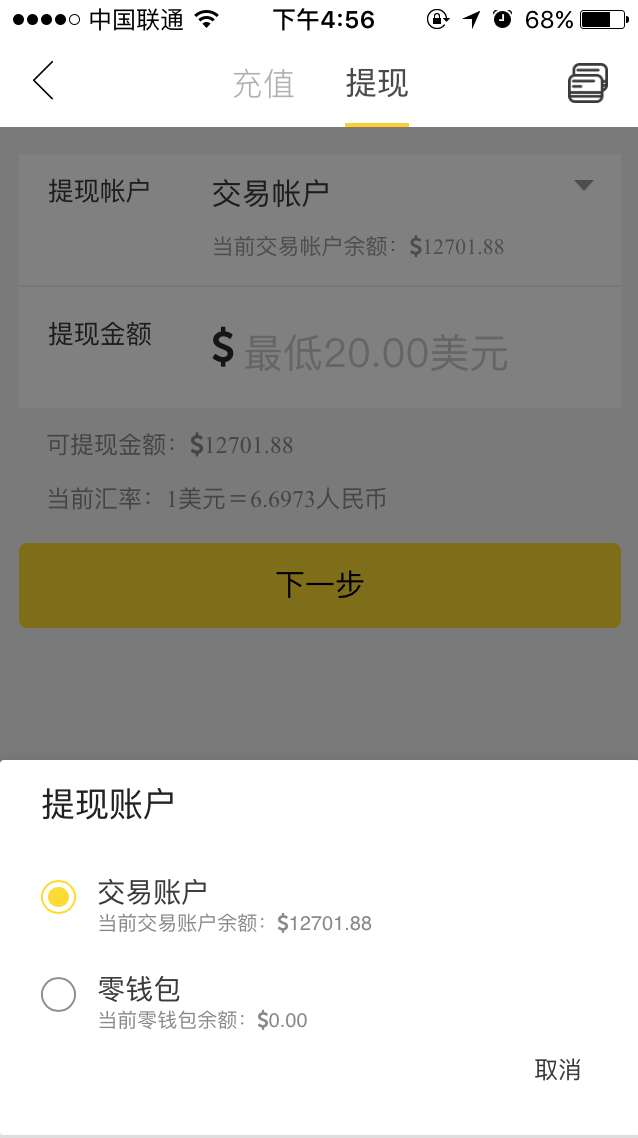 中国联通 下午4:56 68%
充值 提现
提现帐户 交易帐户
当前交易帐户余额：$12701.88
提现金额 $ 最低20.00美元
可提现金额：$12701.88
当前汇率：1美元＝6.6973人民币
下一步
提现账户
交易账户
当前交易账户余额：$12701.88
零钱包
当前零钱包余额：$0.00
取消